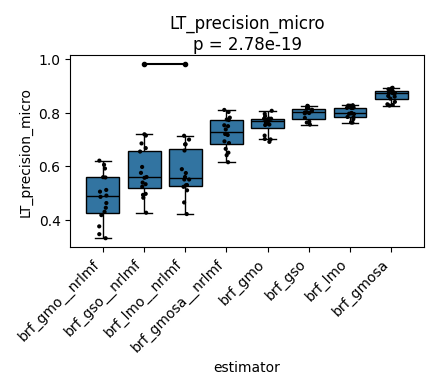 LT_precision_micro
p = 2.78e-19
LT_precision_micro
1.0
0.8
0.6
0.4
brf_gmo__nrlmf
brf_gso__nrlmf
brf_lmo__nrlmf
brf_gmosa__nrlmf
brf_gmo
brf_gso
brf_lmo
brf_gmosa
estimator